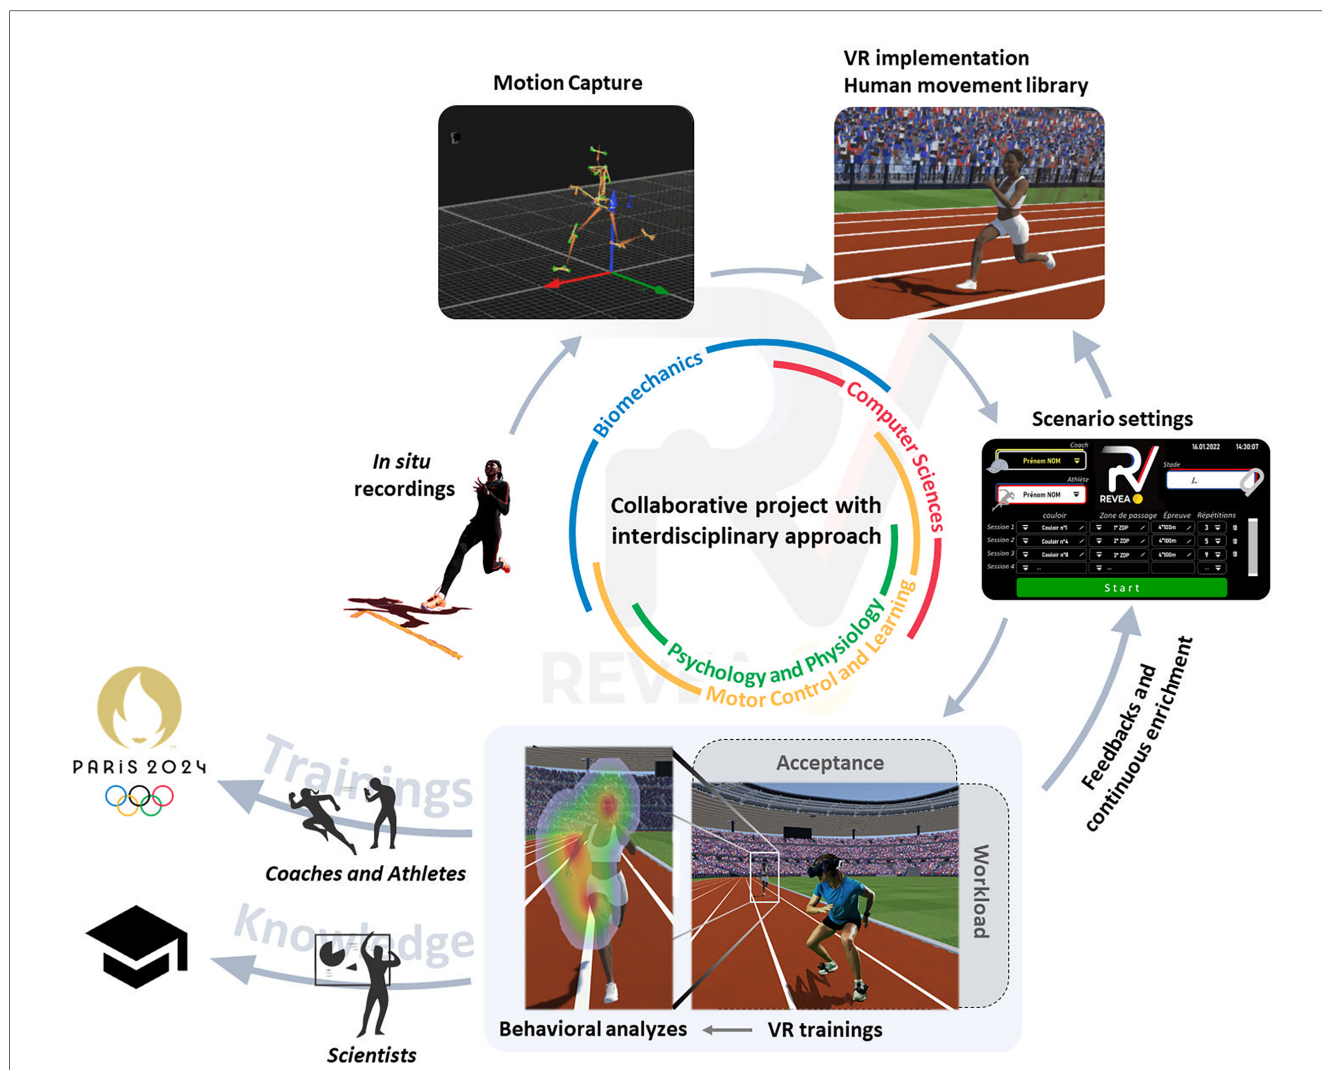 VR implementation
Human movement library
Motion Capture
Z
Biomechanics
Computer Sciences
Scenario settings
Coach
Prénom NOM
16.01.2022
14:30:07
Stade
Athlète
Prénom NOM
REVEA
couloir
Zone de passage
Épreuve
Répétitions
Session 1
Couloir n°1
1° ZDP
4*100m
3
Session 2
Couloir n°4
2° ZDP
4*100m
5
Session 3
4*100m
9
Session 4
...
...
...
Start
In situ
recordings
Collaborative project with
interdisciplinary approach
Psychology and Physiology
Motor Control and Learning
REVEA
Feedbacks and
continuous enrichment
PARIS 2024
Trainings
Coaches and Athletes
Acceptance
Workload
Knowledge
Scientists
Behavioral analyzes
VR trainings